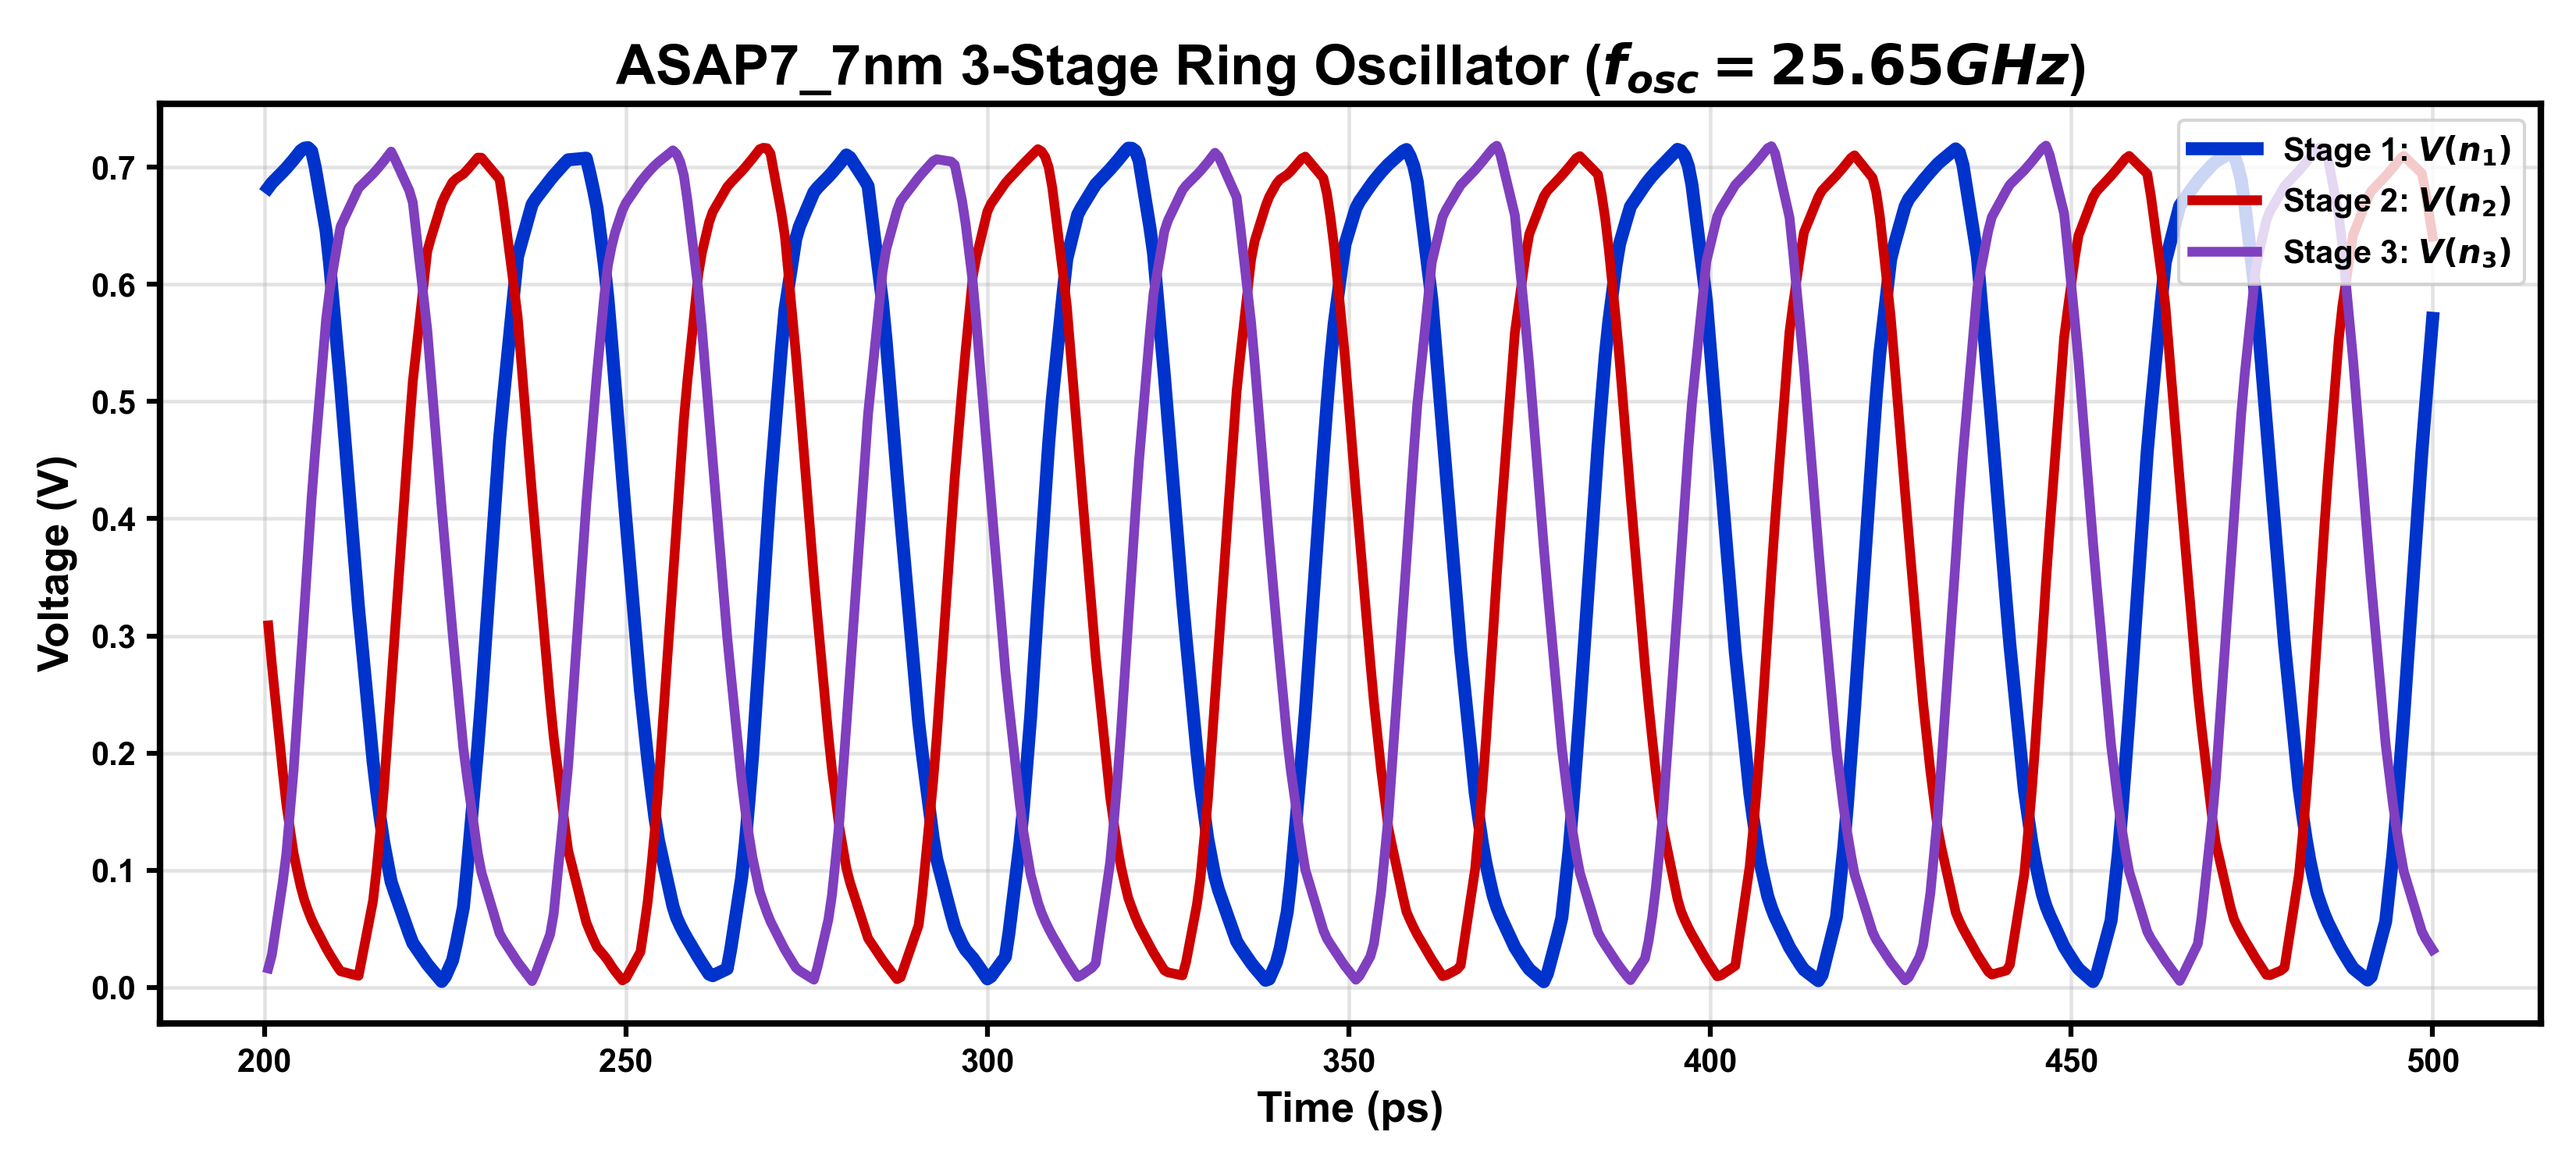 ASAP7_7nm 3-Stage Ring Oscillator (f_osc = 25.65GHz)
Stage 1: V(n₁)
Stage 2: V(n₂)
Stage 3: V(n₃)
Voltage (V)
0.7
0.6
0.5
0.4
0.3
0.2
0.1
0.0
200 250 300 350 400 450 500
Time (ps)